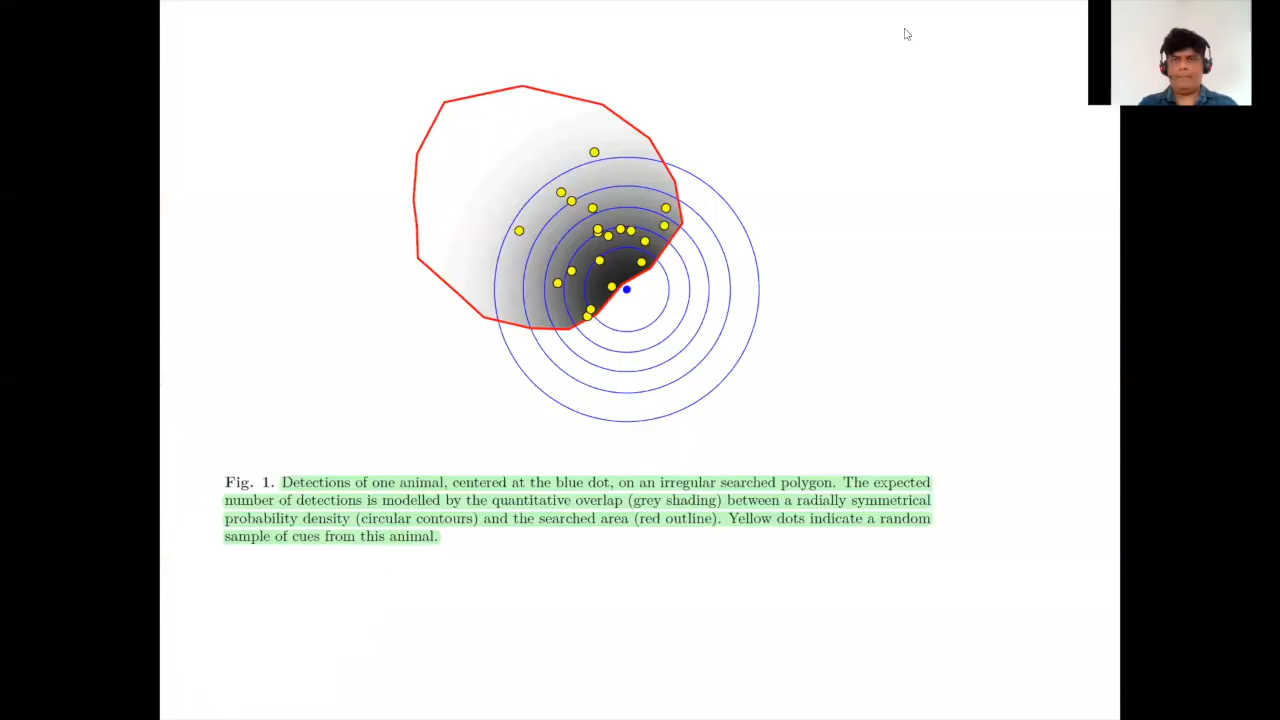 Fig. 1. Detections of one animal, centered at the blue dot, on an irregular searched polygon. The expected
number of detections is modelled by the quantitative overlap (grey shading) between a radially symmetrical
probability density (circular contours) and the searched area (red outline). Yellow dots indicate a random
sample of cues from this animal.